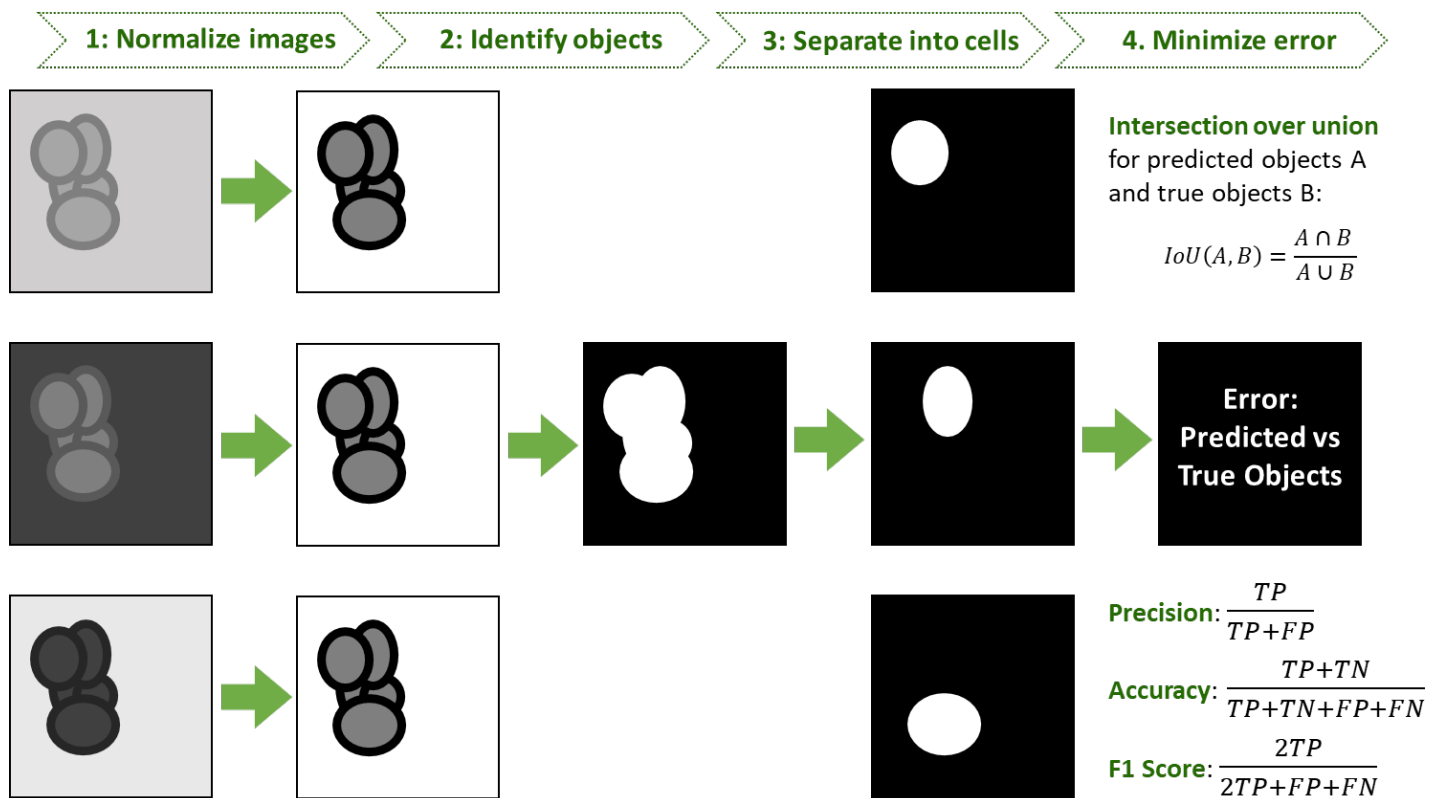 1: Normalize images
2: Identify objects
3: Separate into cells
4. Minimize error
Intersection over union
for predicted objects A
and true objects B:
IoU(A, B) = A ∩ B / A ∪ B
Error:
Predicted vs
True Objects
Precision: TP / TP+FP
Accuracy: TP+TN / TP+TN+FP+FN
F1 Score: 2TP / 2TP+FP+FN